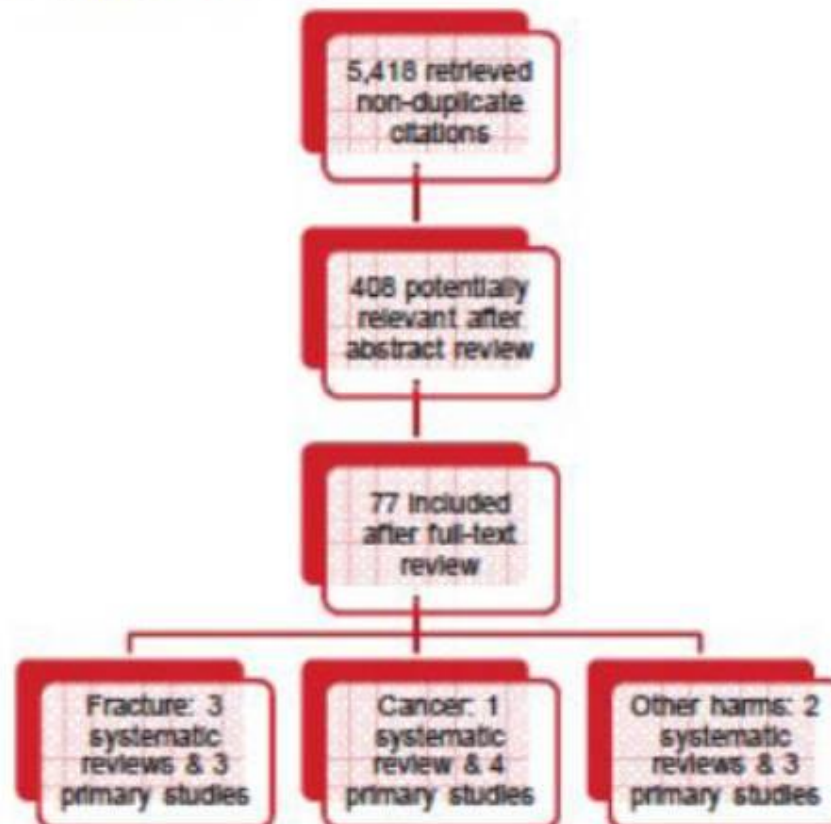 5,418 retrieved
non-duplicate
citations
408 potentially
relevant after
abstract review
77 included
after full-text
review
Fracture: 3
systematic
reviews & 3
primary studies
Cancer: 1
systematic
review & 4
primary studies
Other harms: 2
systematic
reviews & 3
primary studies